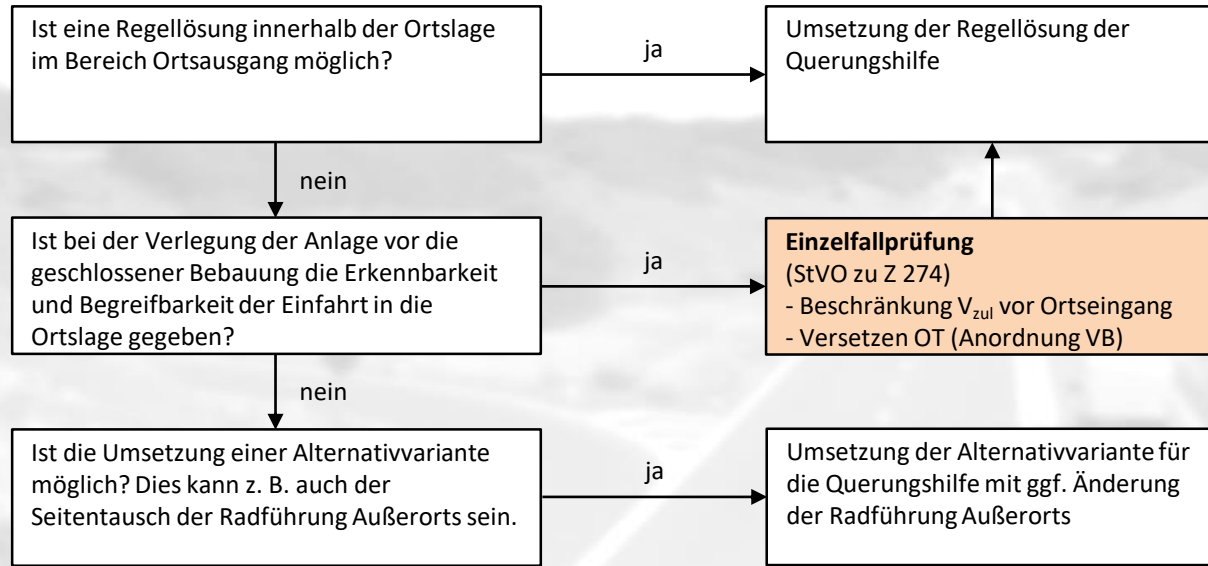 Ist eine Regellösung innerhalb der Ortslage
im Bereich Ortsausgang möglich?
ja
Umsetzung der Regellösung der
Querungshilfe
nein
Ist bei der Verlegung der Anlage vor die
geschlossener Bebauung die Erkennbarkeit
und Begreifbarkeit der Einfahrt in die
Ortslage gegeben?
ja
Einzelfallprüfung
(StVO zu Z 274)
- Beschränkung Vzul vor Ortseingang
- Versetzen OT (Anordnung VB)
nein
Ist die Umsetzung einer Alternativvariante
möglich? Dies kann z. B. auch der
Seitentausch der Radführung Außerorts sein.
ja
Umsetzung der Alternativvariante für
die Querungshilfe mit ggf. Änderung
der Radführung Außerorts